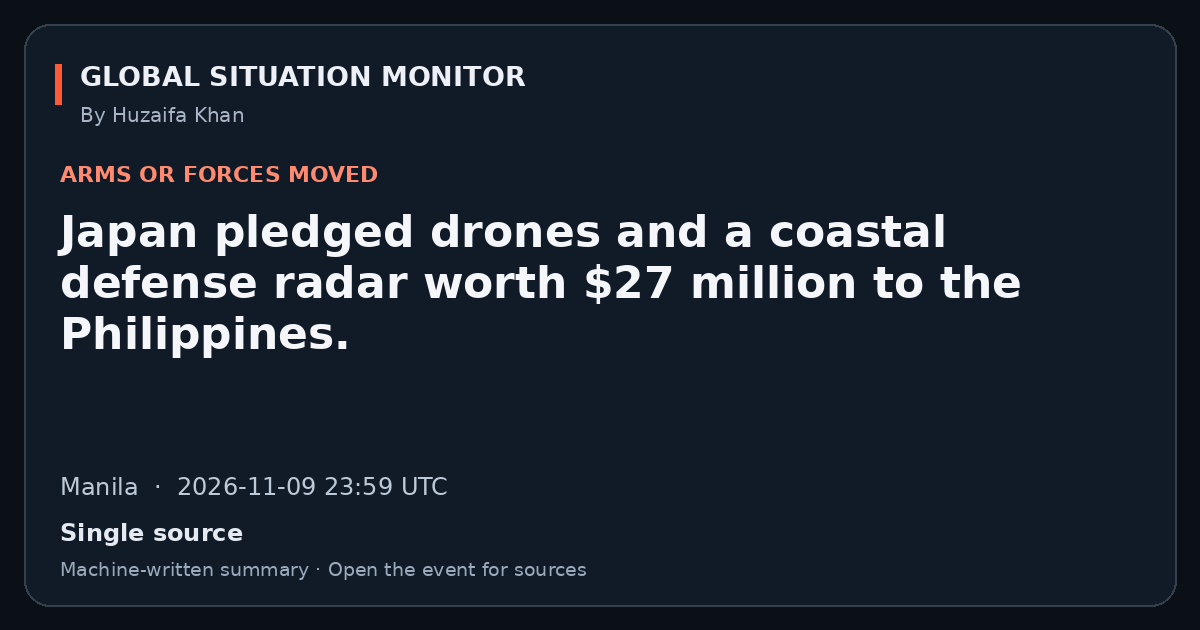 GLOBAL SITUATION MONITOR
By Huzaifa Khan
ARMS OR FORCES MOVED
Japan pledged drones and a coastal
defense radar worth $27 million to the
Philippines.
Manila · 2026-11-09 23:59 UTC
Single source
Machine-written summary · Open the event for sources